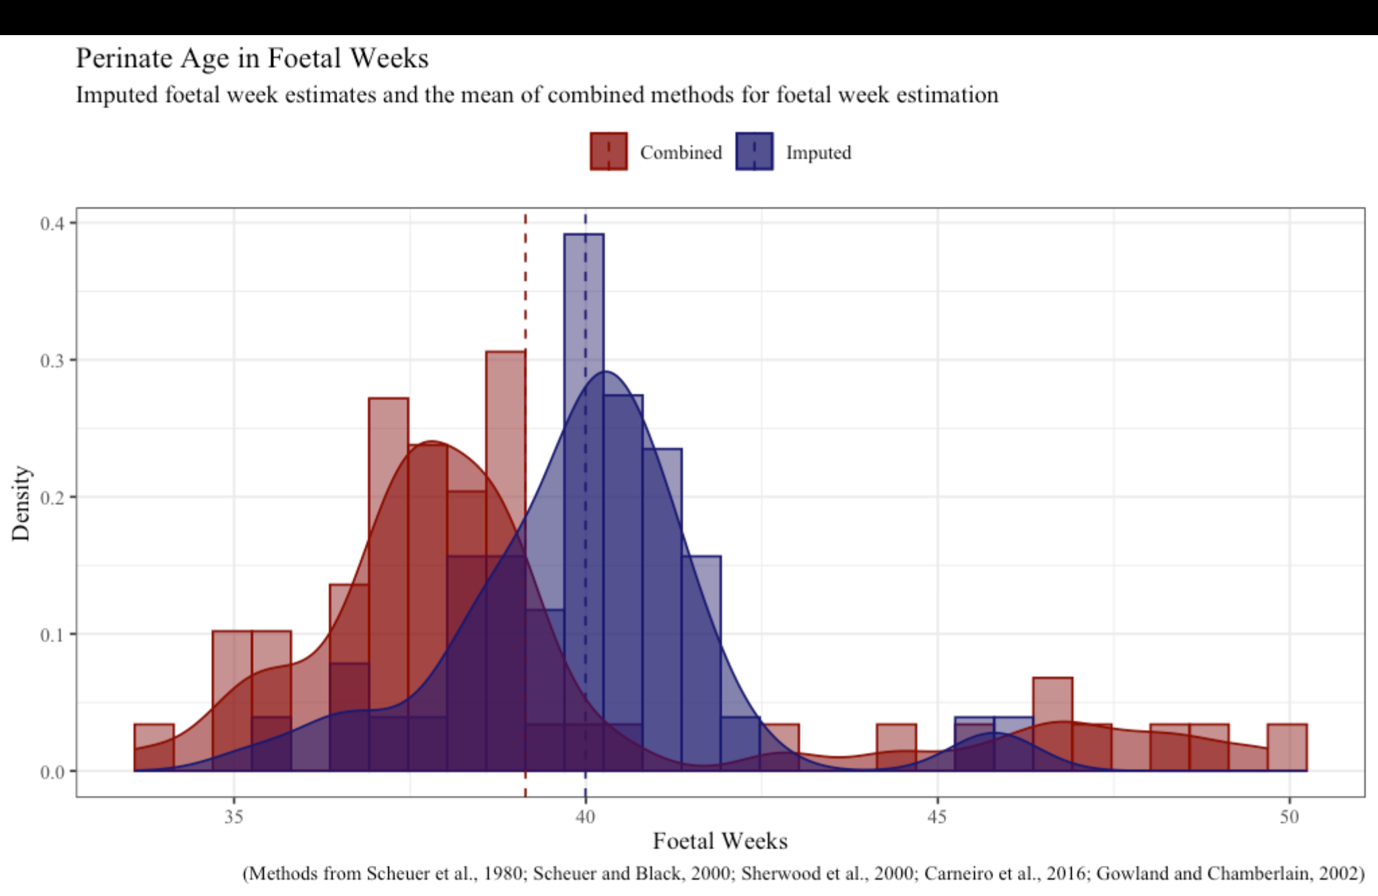 Perinate Age in Foetal Weeks
Imputed foetal week estimates and the mean of combined methods for foetal week estimation
Combined Imputed
0.4
0.3
0.2
0.1
0.0
Density
35 40 45 50
Foetal Weeks
(Methods from Scheuer et al., 1980; Scheuer and Black, 2000; Sherwood et al., 2000; Carneiro et al., 2016; Gowland and Chamberlain, 2002)